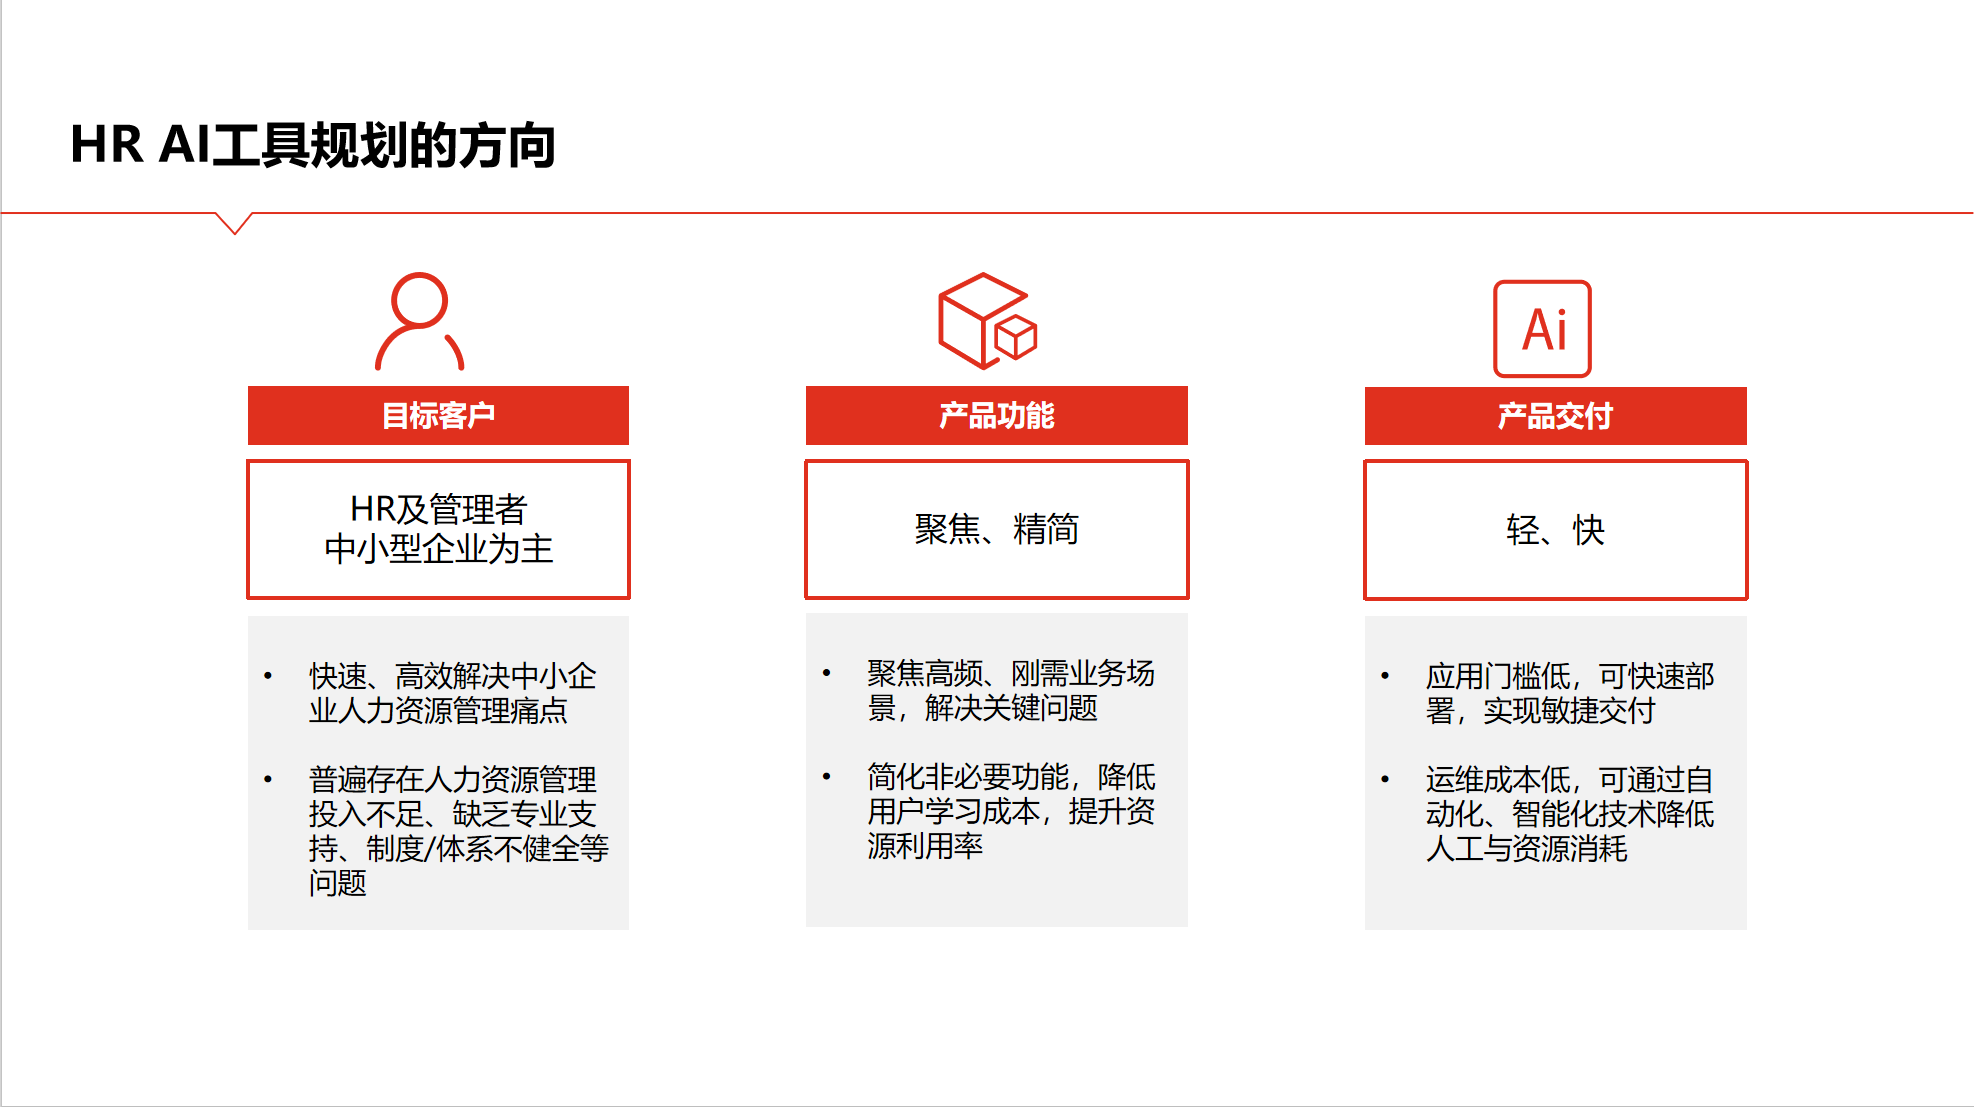 HR AI工具规划的方向
Ai
目标客户
HR及管理者
中小型企业为主
• 快速、高效解决中小企
业人力资源管理痛点
• 普遍存在人力资源管理
投入不足、缺乏专业支
持、制度/体系不健全等
问题
产品功能
聚焦、精简
• 聚焦高频、刚需业务场
景，解决关键问题
• 简化非必要功能，降低
用户学习成本，提升资
源利用率
产品交付
轻、快
• 应用门槛低，可快速部
署，实现敏捷交付
• 运维成本低，可通过自
动化、智能化技术降低
人工与资源消耗